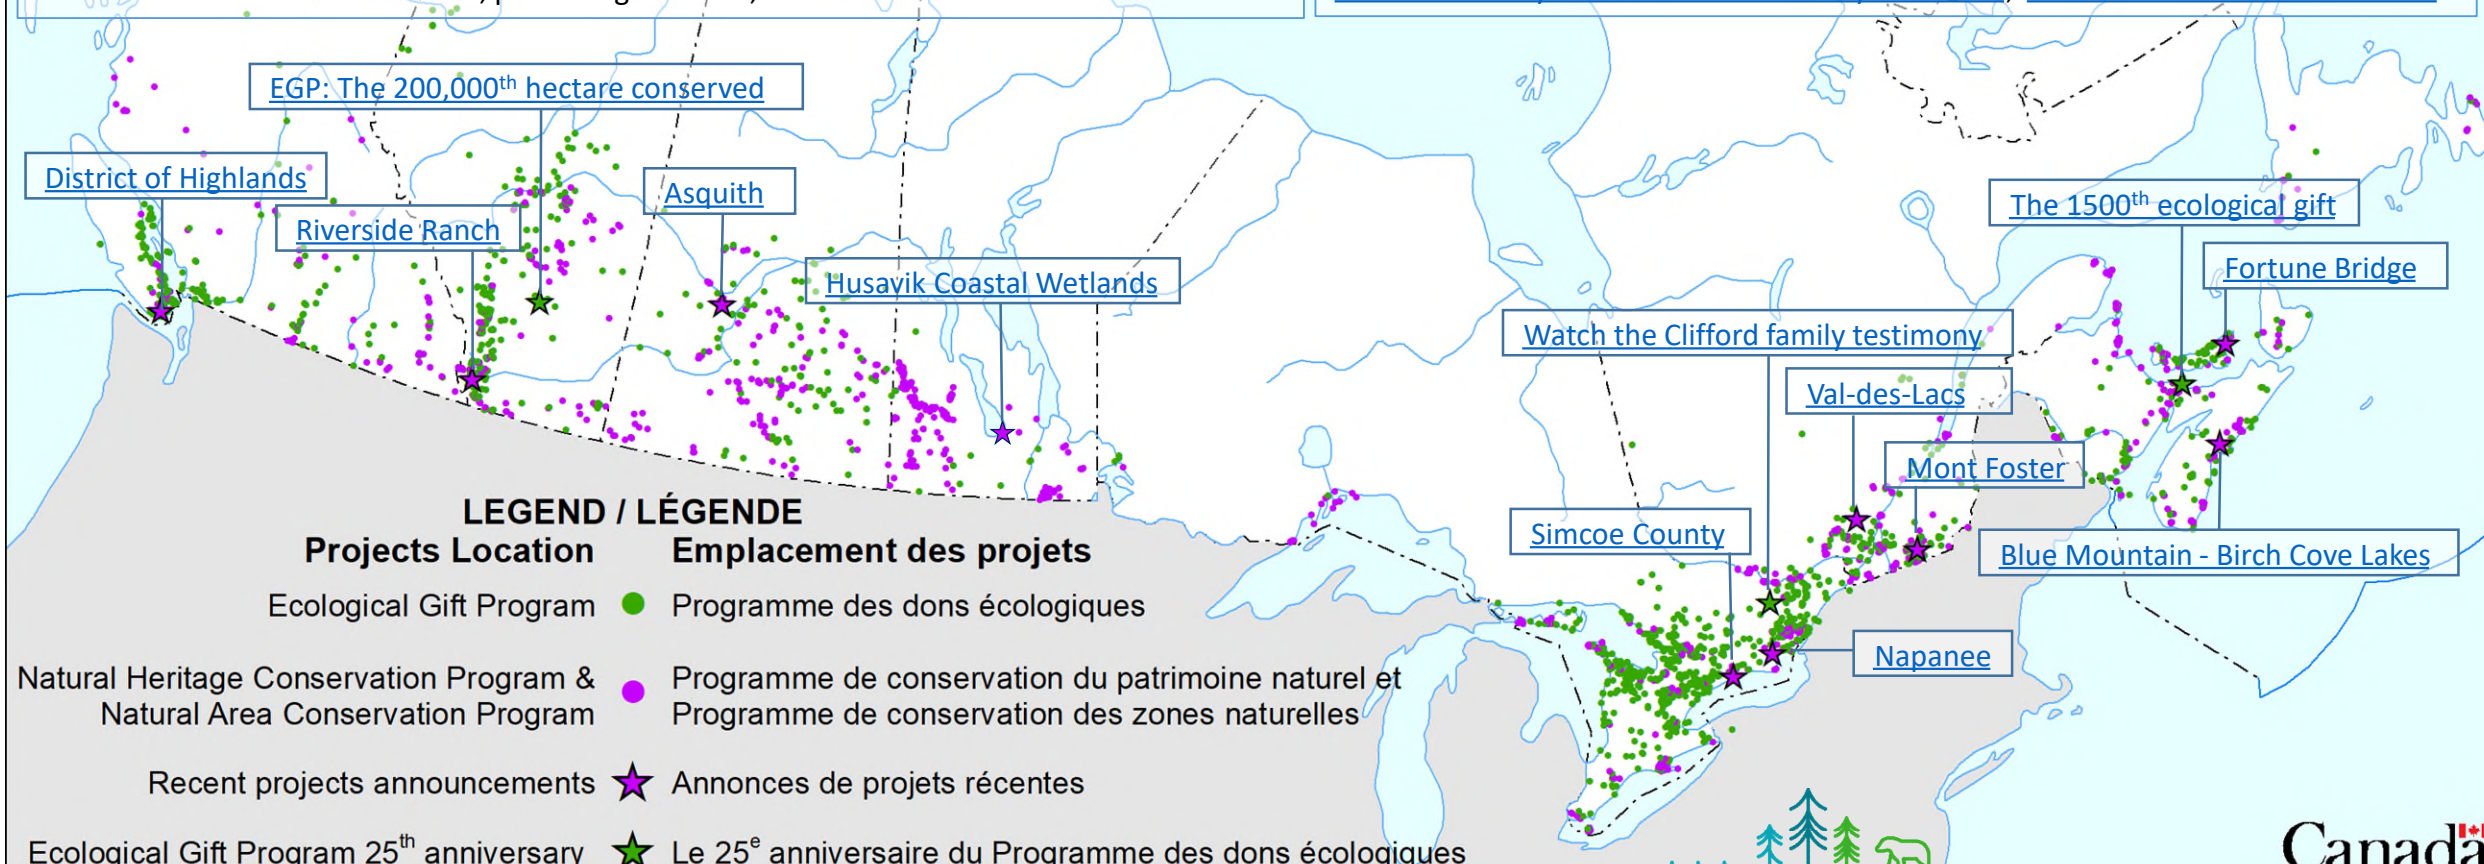 EGP: The 200,000th hectare conserved
District of Highlands
Asquith
The 1500th ecological gift
Riverside Ranch
Fortune Bridge
Husavik Coastal Wetlands
Watch the Clifford family testimony
Val-des-Lacs
Mont Foster
Simcoe County
Blue Mountain - Birch Cove Lakes
Napanee
LEGEND / LÉGENDE
Projects Location Emplacement des projets
Ecological Gift Program Programme des dons écologiques
Natural Heritage Conservation Program & Programme de conservation du patrimoine naturel et
Natural Area Conservation Program Programme de conservation des zones naturelles
Recent projects announcements Annonces de projets récentes
Ecological Gift Program 25th anniversary Le 25e anniversaire du Programme des dons écologiques
Canada